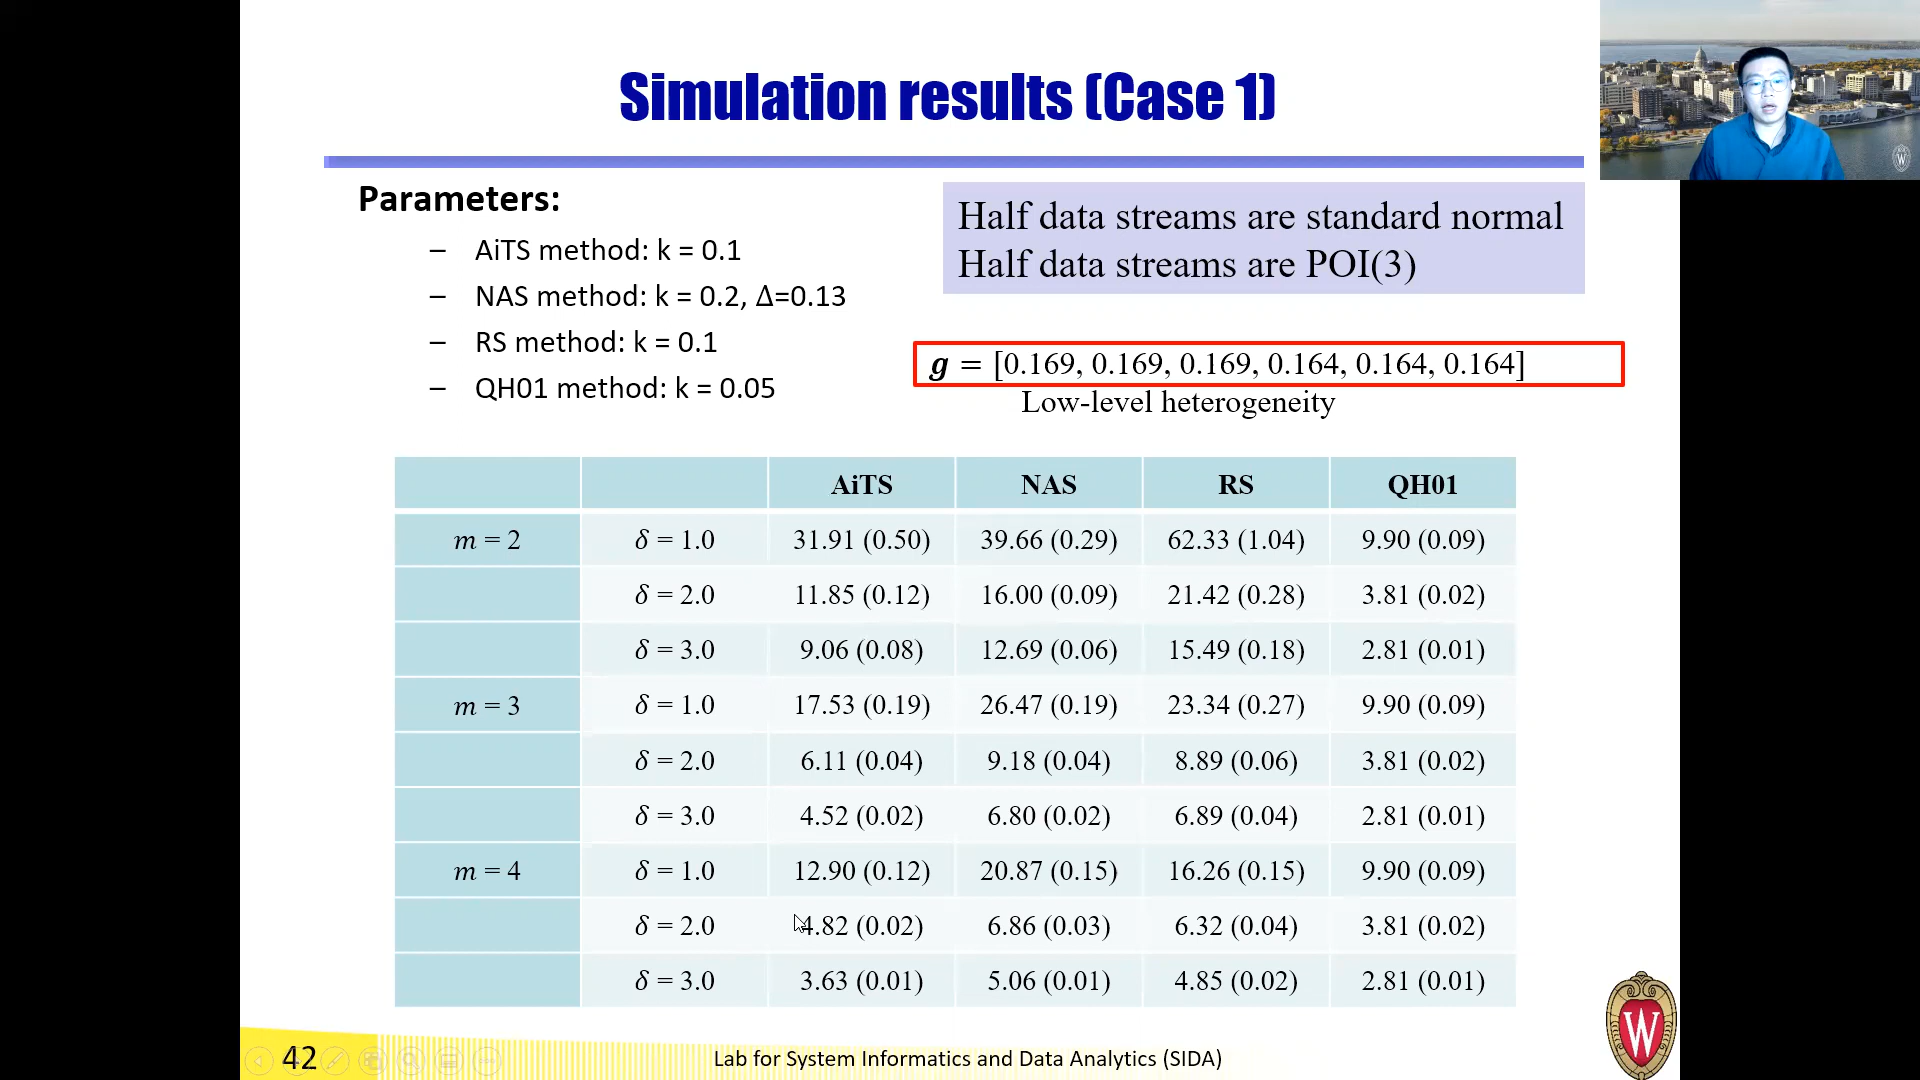 Simulation results (Case 1)
Parameters:
– AiTS method: k = 0.1
– NAS method: k = 0.2, Δ=0.13
– RS method: k = 0.1
– QH01 method: k = 0.05
Half data streams are standard normal
Half data streams are POI(3)
g = [0.169, 0.169, 0.169, 0.164, 0.164, 0.164]
Low-level heterogeneity
AiTS NAS RS QH01
m = 2 δ = 1.0 31.91 (0.50) 39.66 (0.29) 62.33 (1.04) 9.90 (0.09)
δ = 2.0 11.85 (0.12) 16.00 (0.09) 21.42 (0.28) 3.81 (0.02)
δ = 3.0 9.06 (0.08) 12.69 (0.06) 15.49 (0.18) 2.81 (0.01)
m = 3 δ = 1.0 17.53 (0.19) 26.47 (0.19) 23.34 (0.27) 9.90 (0.09)
δ = 2.0 6.11 (0.04) 9.18 (0.04) 8.89 (0.06) 3.81 (0.02)
δ = 3.0 4.52 (0.02) 6.80 (0.02) 6.89 (0.04) 2.81 (0.01)
m = 4 δ = 1.0 12.90 (0.12) 20.87 (0.15) 16.26 (0.15) 9.90 (0.09)
δ = 2.0 4.82 (0.02) 6.86 (0.03) 6.32 (0.04) 3.81 (0.02)
δ = 3.0 3.63 (0.01) 5.06 (0.01) 4.85 (0.02) 2.81 (0.01)
42
Lab for System Informatics and Data Analytics (SIDA)
W
W